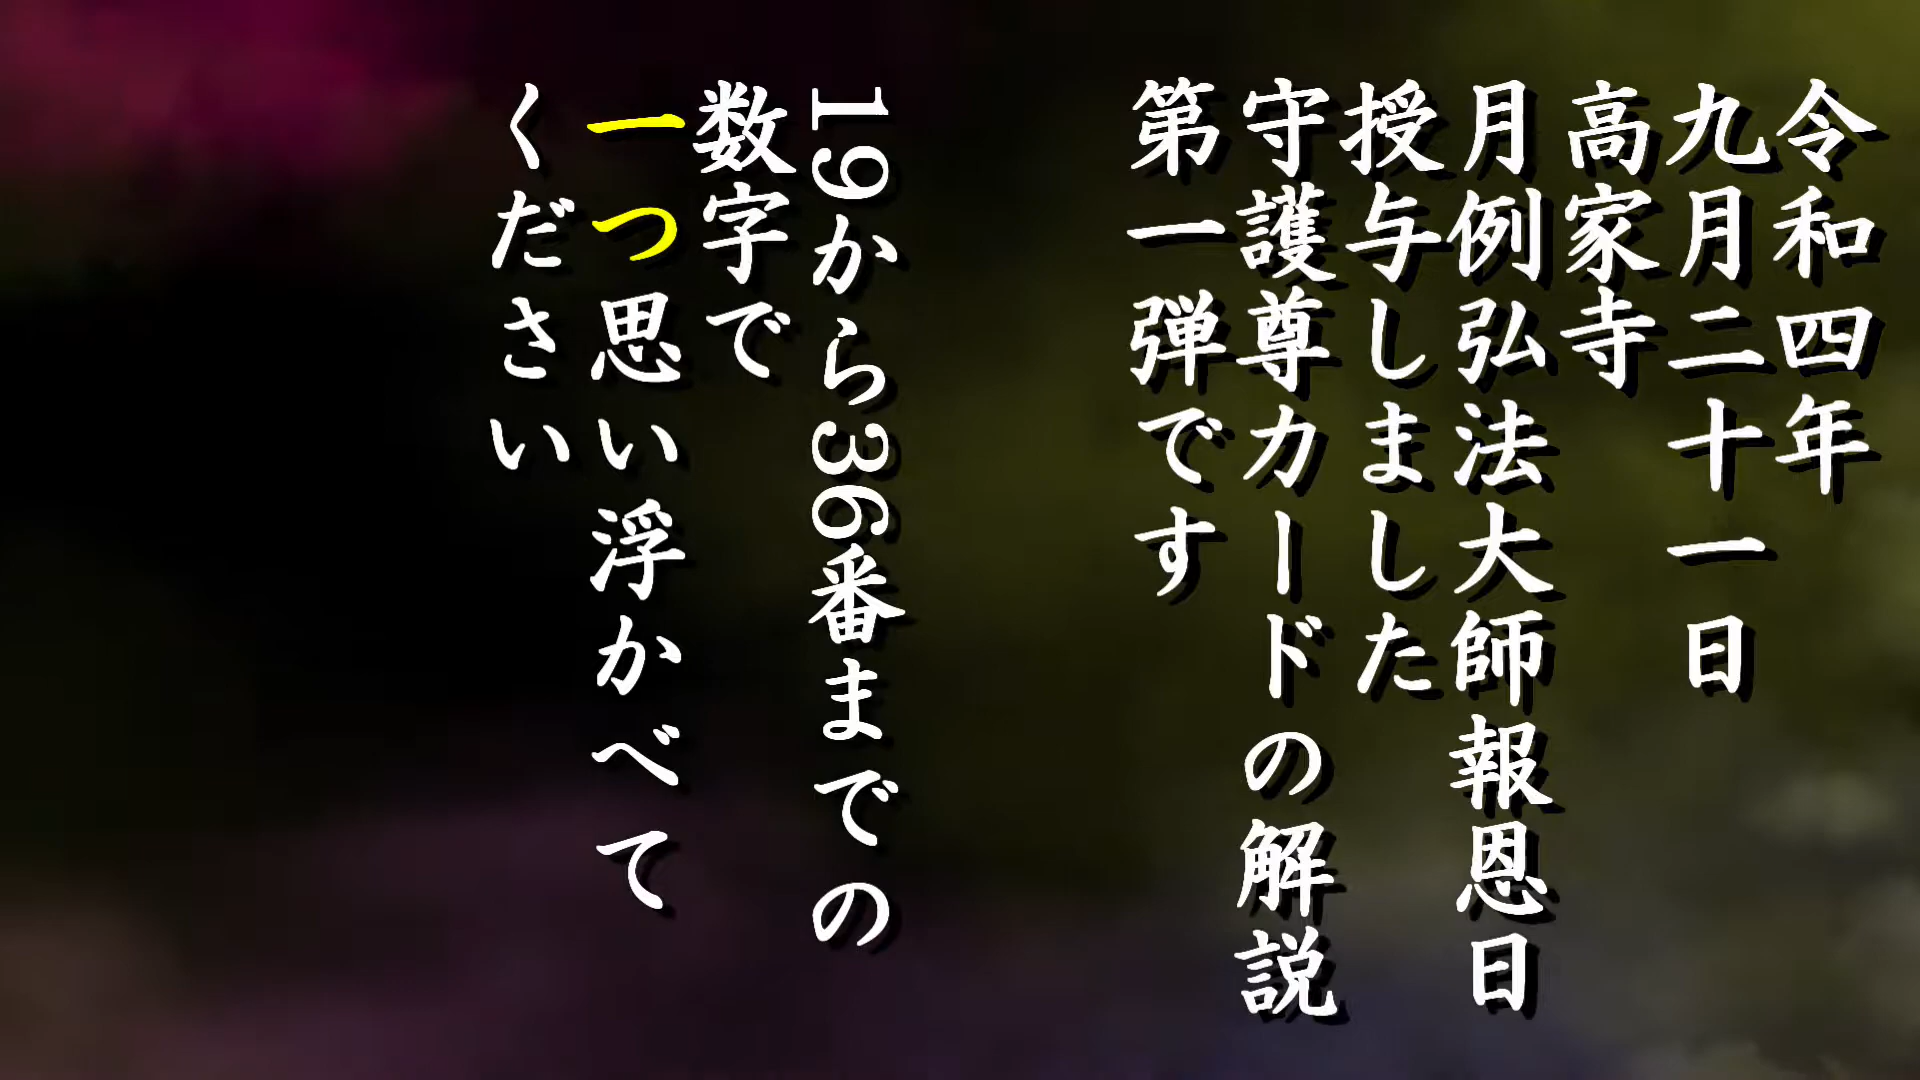 令和四年
九月二十一日
高家寺
月例弘法大師報恩日
授与しました
守護尊カードの解説
第一弾です
19から36番までの
数字で
一つ思い浮かべて
ください